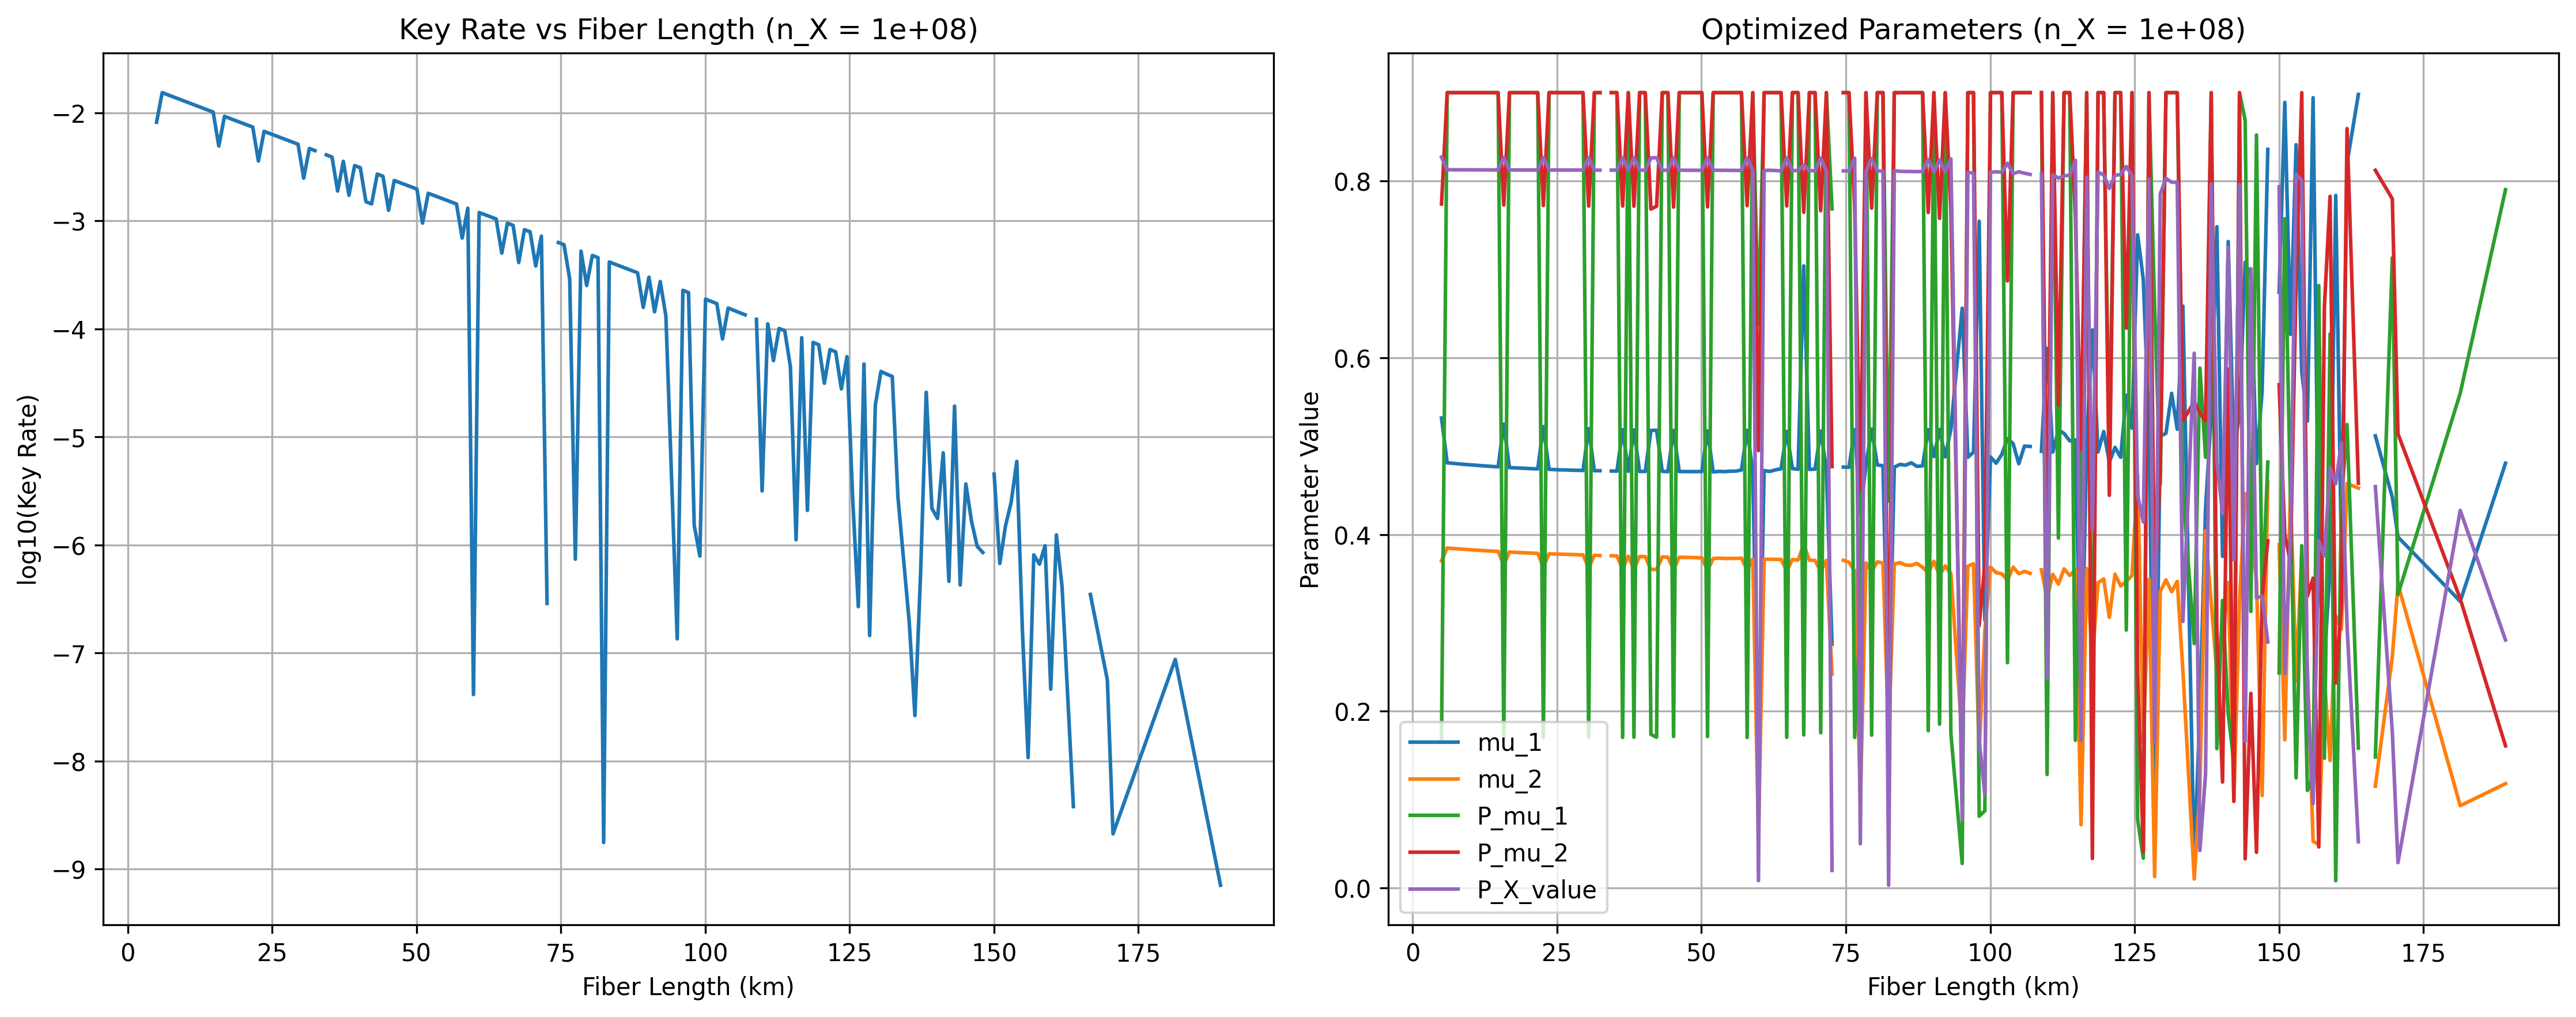 Key Rate vs Fiber Length (n_X = 1e+08)
log10(Key Rate)
−2
−3
−4
−5
−6
−7
−8
−9
0 25 50 75 100 125 150 175
Fiber Length (km)
Optimized Parameters (n_X = 1e+08)
Parameter Value
0.8
0.6
0.4
0.2
0.0
mu_1
mu_2
P_mu_1
P_mu_2
P_X_value
0 25 50 75 100 125 150 175
Fiber Length (km)